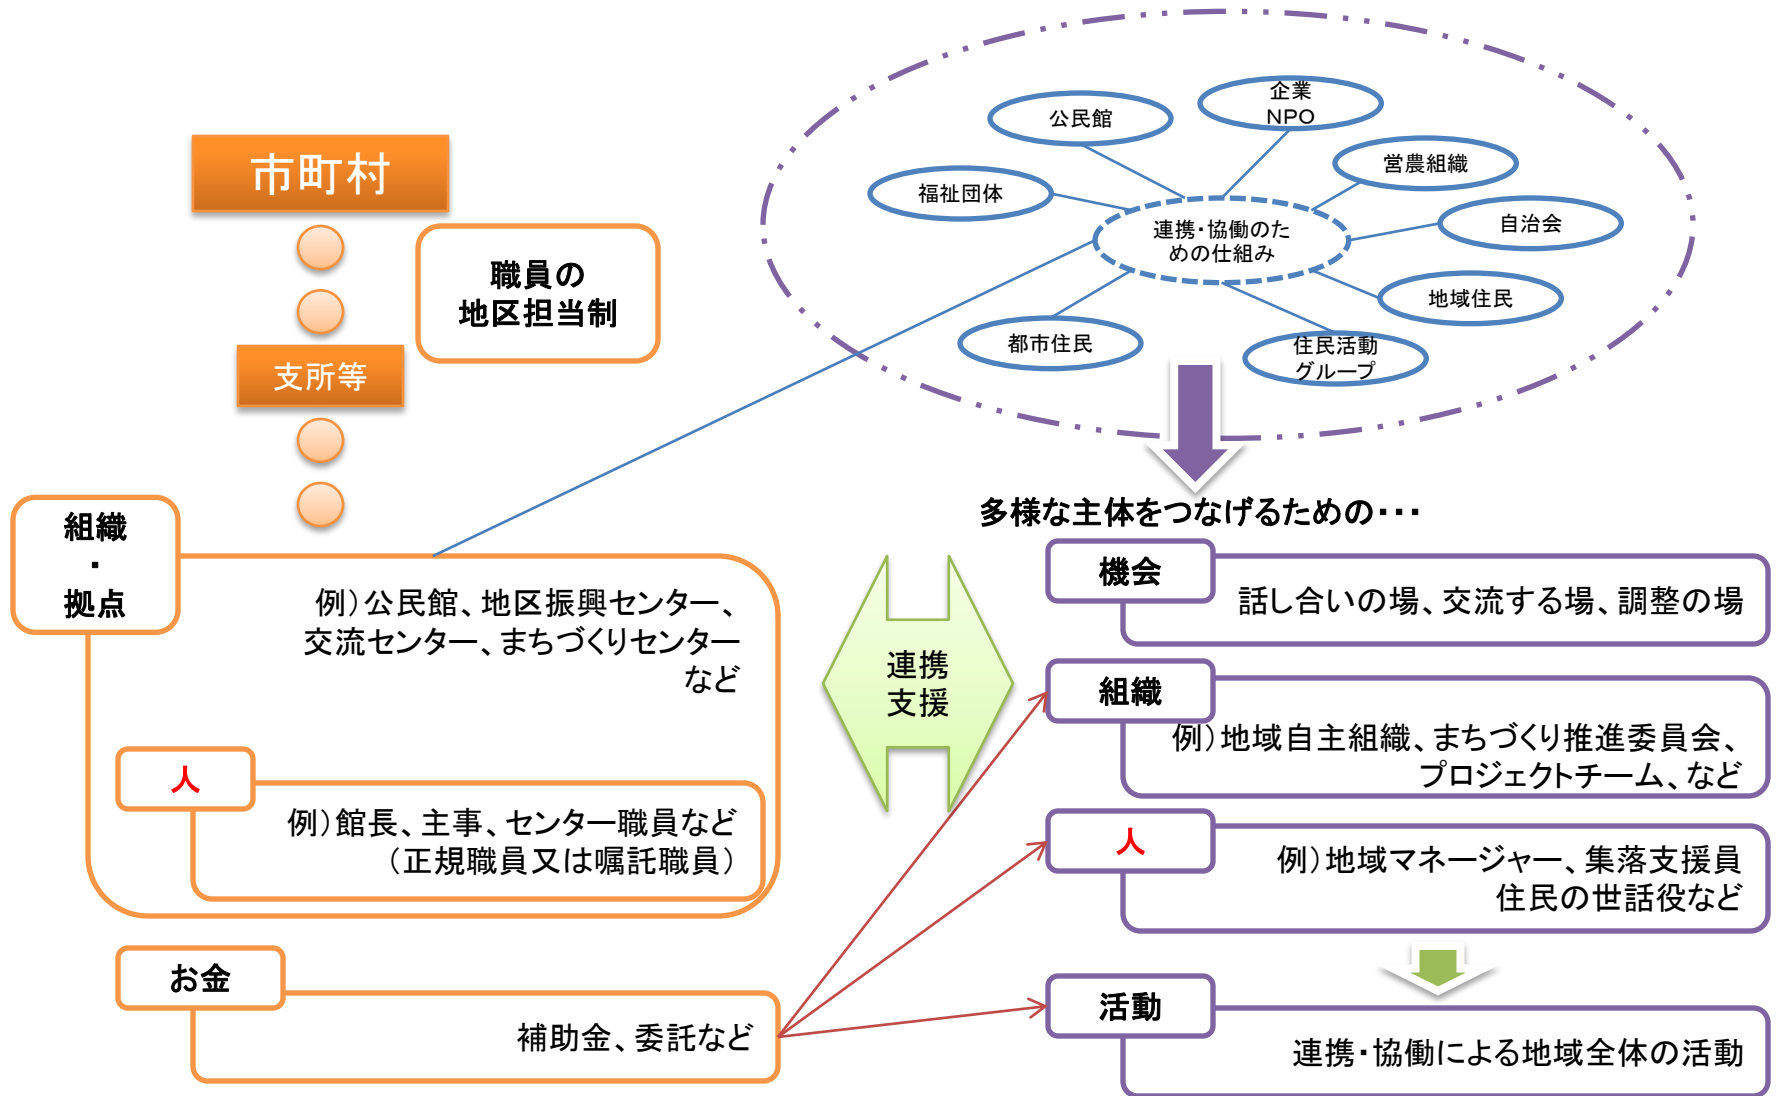 市町村
職員の
地区担当制
支所等
組織
・
拠点
例）公民館、地区振興センター、
交流センター、まちづくりセンター
など
人
例）館長、主事、センター職員など
（正規職員又は嘱託職員）
お金
補助金、委託など
公民館
企業
NPO
営農組織
福祉団体
自治会
連携・協働のた
めの仕組み
地域住民
都市住民
住民活動
グループ
多様な主体をつなげるための・・・
連携
支援
機会
話し合いの場、交流する場、調整の場
組織
例）地域自主組織、まちづくり推進委員会、
プロジェクトチーム、など
人
例）地域マネージャー、集落支援員
住民の世話役など
活動
連携・協働による地域全体の活動